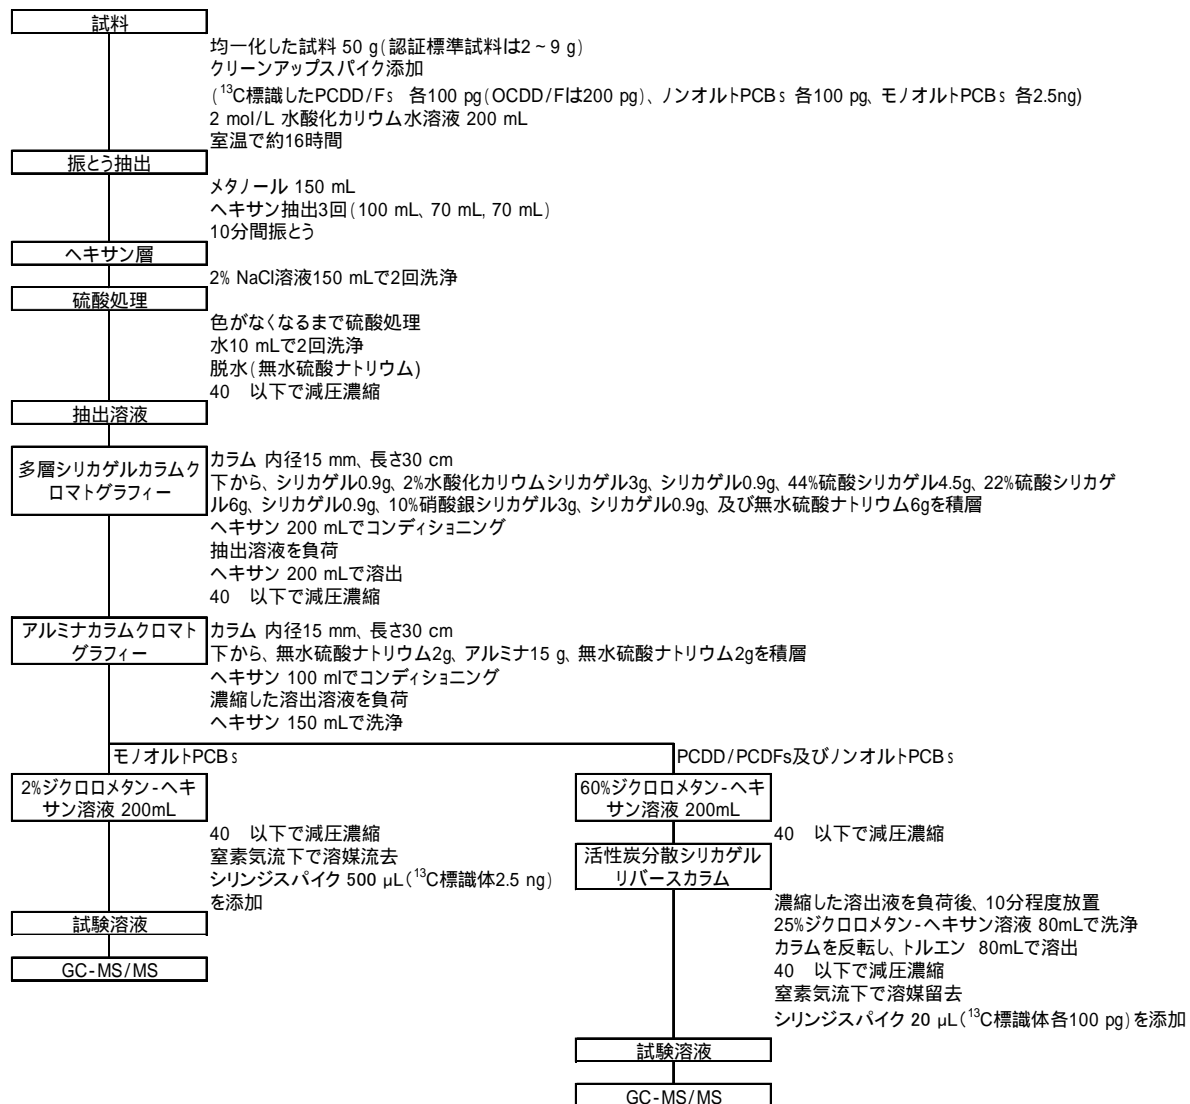 試料
均一化した試料 50 g(認証標準試料は2~9 g)
クリーンアップスパイク添加
(¹³C標識したPCDD/Fs 各100 pg(OCDD/Fは200 pg)、ノンオルトPCBs 各100 pg、モノオルトPCBs 各2.5ng)
2 mol/L 水酸化カリウム水溶液 200 mL
室温で約16時間
振とう抽出
メタノール 150 mL
ヘキサン抽出3回(100 mL、70 mL, 70 mL)
10分間振とう
ヘキサン層
2% NaCl溶液150 mLで2回洗浄
硫酸処理
色がなくなるまで硫酸処理
水10 mLで2回洗浄
脱水(無水硫酸ナトリウム)
40 以下で減圧濃縮
抽出溶液
多層シリカゲルカラムク
ロマトグラフィー
カラム 内径15 mm、長さ30 cm
下から、シリカゲル0.9g、2%水酸化カリウムシリカゲル3g、シリカゲル0.9g、44%硫酸シリカゲル4.5g、22%硫酸シリカゲ
ル6g、シリカゲル0.9g、10%硝酸銀シリカゲル3g、シリカゲル0.9g、及び無水硫酸ナトリウム6gを積層
ヘキサン 200 mLでコンディショニング
抽出溶液を負荷
ヘキサン 200 mLで溶出
40 以下で減圧濃縮
アルミナカラムクロマト
グラフィー
カラム 内径15 mm、長さ30 cm
下から、無水硫酸ナトリウム2g、アルミナ15 g、無水硫酸ナトリウム2gを積層
ヘキサン 100 mlでコンディショニング
濃縮した溶出溶液を負荷
ヘキサン 150 mLで洗浄
モノオルトPCBs
2%ジクロロメタン-ヘキ
サン溶液 200mL
40 以下で減圧濃縮
窒素気流下で溶媒流去
シリンジスパイク 500 µL(¹³C標識体2.5 ng)
を添加
試験溶液
GC-MS/MS
PCDD/PCDFs及びノンオルトPCBs
60%ジクロロメタン-ヘキ
サン溶液 200mL
40 以下で減圧濃縮
活性炭分散シリカゲル
リバースカラム
濃縮した溶出液を負荷後、10分程度放置
25%ジクロロメタン-ヘキサン溶液 80mLで洗浄
カラムを反転し、トルエン 80mLで溶出
40 以下で減圧濃縮
窒素気流下で溶媒留去
シリンジスパイク 20 µL(¹³C標識体各100 pg)を添加
試験溶液
GC-MS/MS